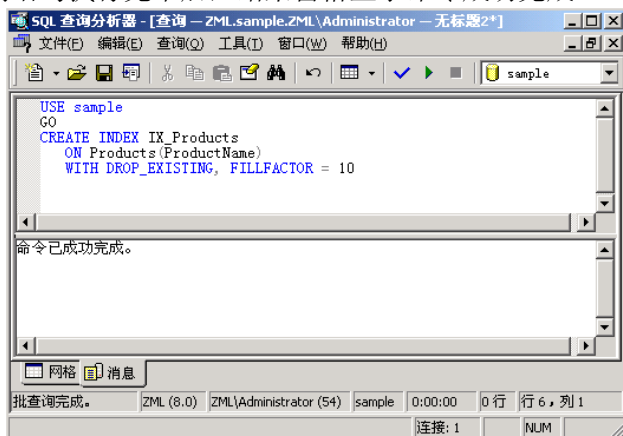 SQL 查询分析器 - [查询 — ZML.sample.ZML\Administrator — 无标题2*]
文件(F) 编辑(E) 查询(Q) 工具(T) 窗口(W) 帮助(H)
sample
USE sample
GO
CREATE INDEX IX_Products
ON Products(ProductName)
WITH DROP_EXISTING, FILLFACTOR = 10
命令已成功完成。
网格 消息
批查询完成。 ZML (8.0) ZML\Administrator (54) sample 0:00:00 0 行 行 6，列 1
连接: 1 NUM